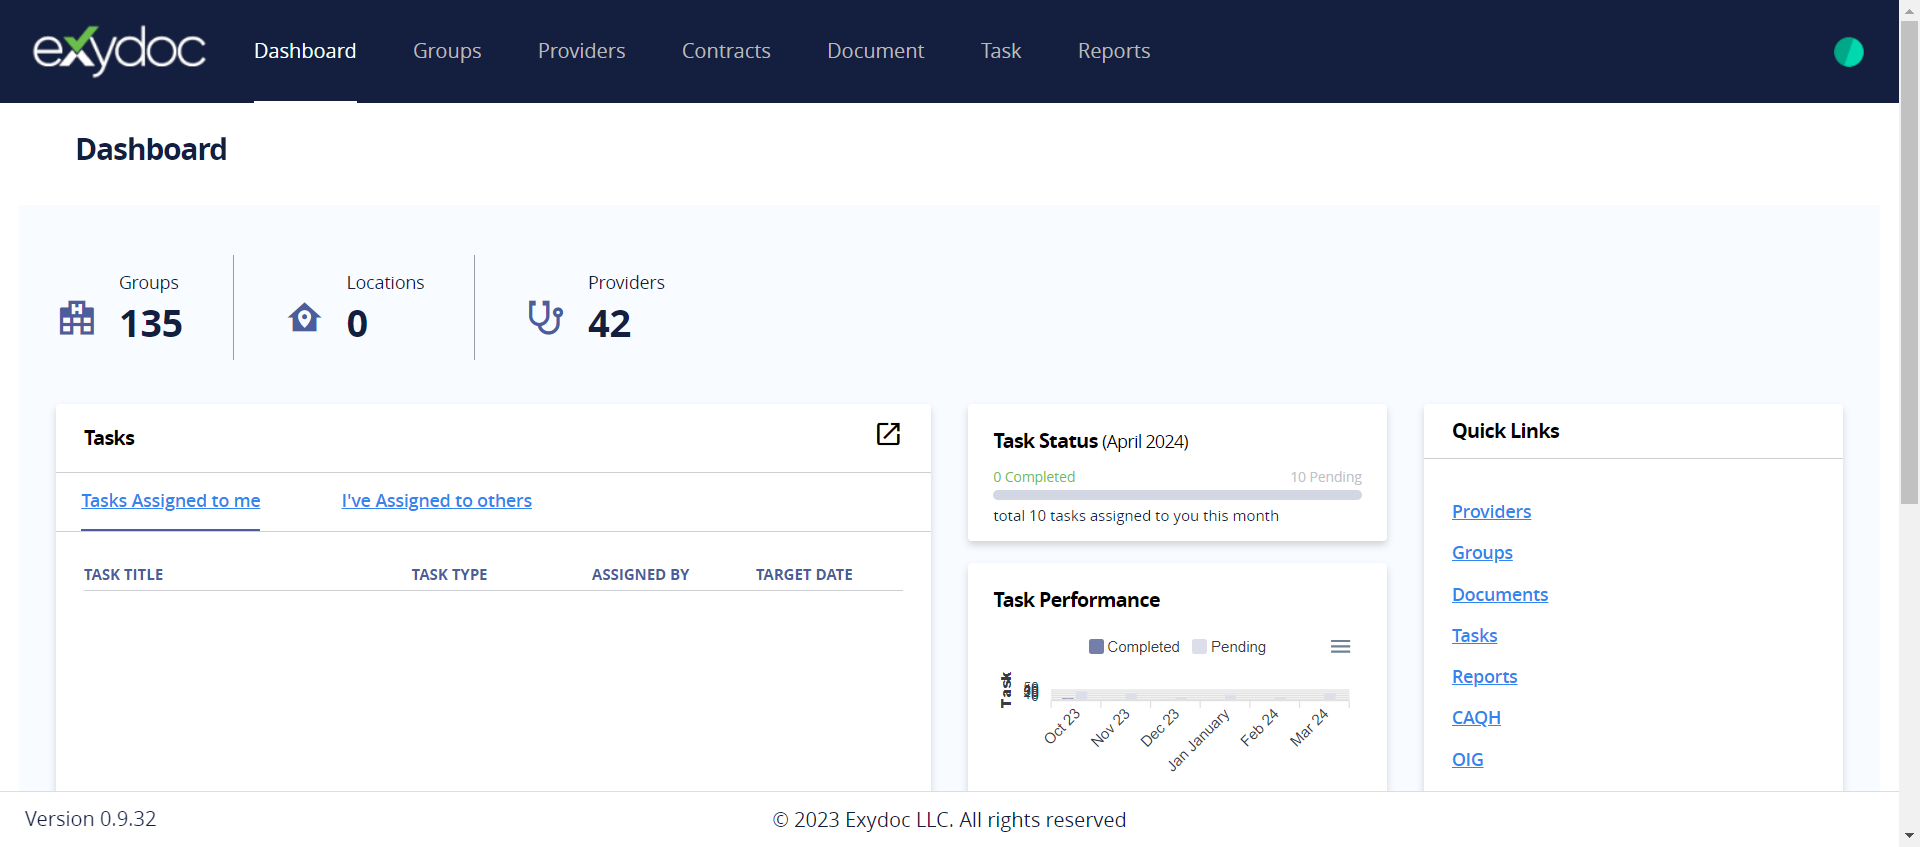 exydoc
Dashboard Groups Providers Contracts Document Task Reports
Dashboard
Groups
135
Locations
0
Providers
42
Tasks
Tasks Assigned to me I've Assigned to others
TASK TITLE TASK TYPE ASSIGNED BY TARGET DATE
Task Status (April 2024)
0 Completed 10 Pending
total 10 tasks assigned to you this month
Task Performance
Completed Pending
Task
Oct 23 Nov 23 Dec 23 Jan January Feb 24 Mar 24
Quick Links
Providers
Groups
Documents
Tasks
Reports
CAQH
OIG
Version 0.9.32
© 2023 Exydoc LLC. All rights reserved